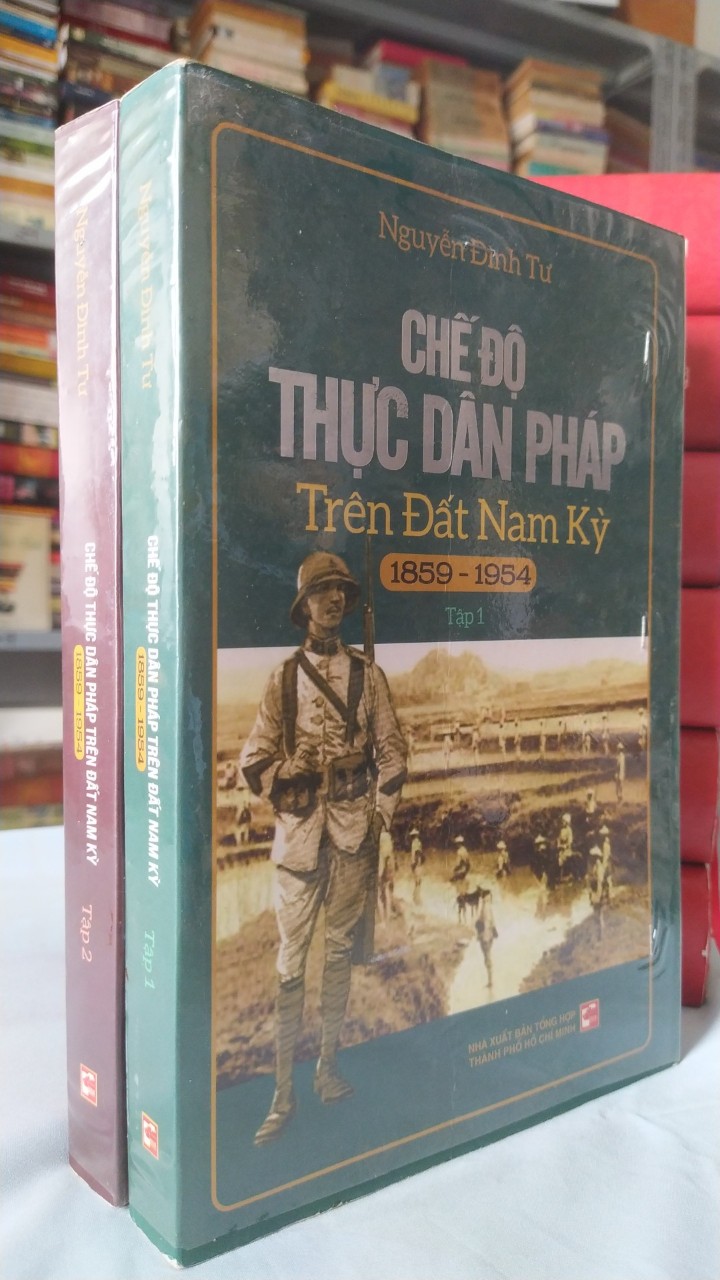 Nguyễn Đình Tư
CHẾ ĐỘ
THỰC DÂN PHÁP
Trên Đất Nam Kỳ
1859 - 1954
Tập 1
NHÀ XUẤT BẢN TỔNG HỢP
THÀNH PHỐ HỒ CHÍ MINH
Nguyễn Đình Tư
CHẾ ĐỘ THỰC DÂN PHÁP TRÊN ĐẤT NAM KỲ
1859 - 1954
Tập 1
Nguyễn Đình Tư
CHẾ ĐỘ THỰC DÂN PHÁP TRÊN ĐẤT NAM KỲ
1859 - 1954
Tập 2